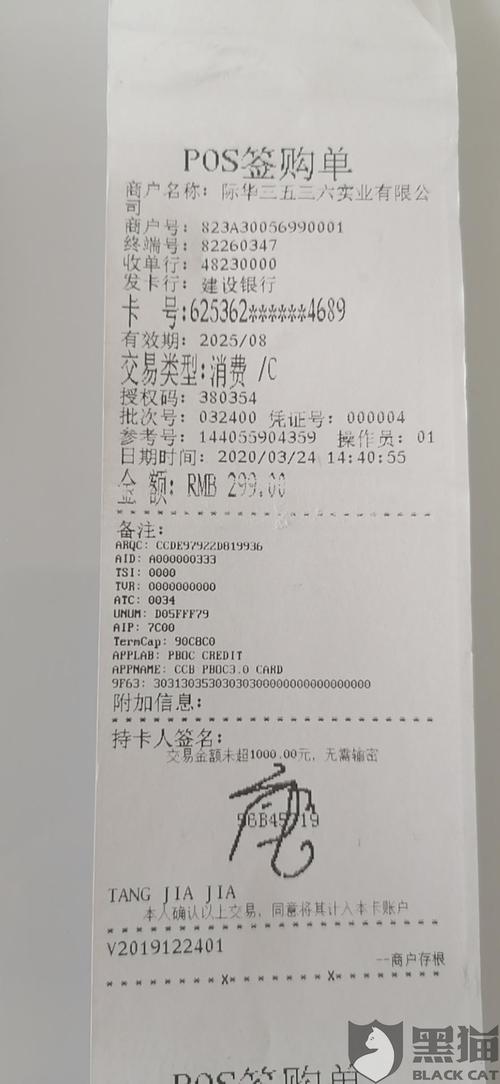 POS签购单
商户名称: 际华三五三六实业有限公
司
商户号: 823A30056990001
终端号: 82260347
收单行: 48230000
发卡行: 建设银行
卡 号:625362******4689
有效期: 2025/08
交易类型:消费 /C
授权码: 380354
批次号: 032400 凭证号: 000004
参考号: 144055904359 操作员: 01
日期时间: 2020/03/24 14:40:55
金 额: RMB 299.00
备注:
ARQC: CCDE97922D819936
AID: A000000333
TSI: 0000
TVR: 0000000000
ATC: 0034
UNUM: D05FFF79
AIP: 7C00
TermCap: 90C8C0
APPLAB: PBOC CREDIT
APPNAME: CCB PBOC3.0 CARD
9F63: 30313035303030300000000000000000
附加信息:
持卡人签名:
交易金额未超1000.00元, 无需输密
TANG JIA JIA
本人确认以上交易, 同意将其计入本卡账户
V2019122401
--商户存根
POS签购单
黑猫
BLACK CAT